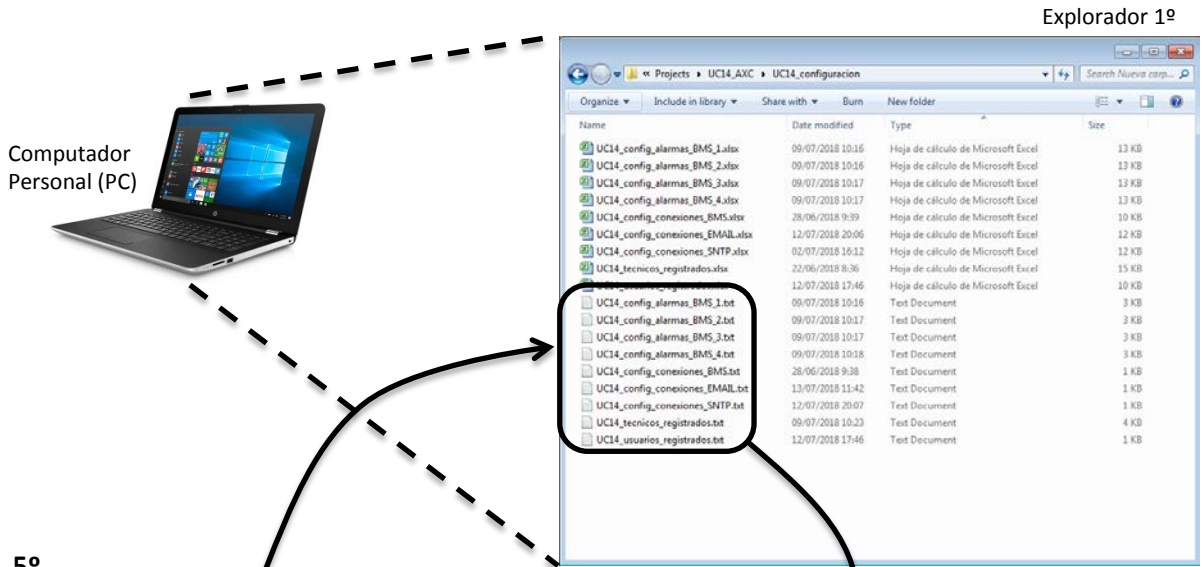 Explorador 1º
« Projects ▸ UC14_AXC ▸ UC14_configuracion
Search Nueva carp...
Organize ▾ Include in library ▾ Share with ▾ Burn New folder
Name Date modified Type Size
UC14_config_alarmas_BMS_1.xlsx 09/07/2018 10:16 Hoja de cálculo de Microsoft Excel 13 KB
UC14_config_alarmas_BMS_2.xlsx 09/07/2018 10:16 Hoja de cálculo de Microsoft Excel 13 KB
UC14_config_alarmas_BMS_3.xlsx 09/07/2018 10:17 Hoja de cálculo de Microsoft Excel 13 KB
UC14_config_alarmas_BMS_4.xlsx 09/07/2018 10:17 Hoja de cálculo de Microsoft Excel 13 KB
UC14_config_conexiones_BMS.xlsx 28/06/2018 9:39 Hoja de cálculo de Microsoft Excel 10 KB
UC14_config_conexiones_EMAIL.xlsx 12/07/2018 20:06 Hoja de cálculo de Microsoft Excel 12 KB
UC14_config_conexiones_SNTP.xlsx 02/07/2018 16:12 Hoja de cálculo de Microsoft Excel 12 KB
UC14_tecnicos_registrados.xlsx 22/06/2018 8:36 Hoja de cálculo de Microsoft Excel 15 KB
12/07/2018 17:46 Hoja de cálculo de Microsoft Excel 10 KB
UC14_config_alarmas_BMS_1.txt 09/07/2018 10:16 Text Document 3 KB
UC14_config_alarmas_BMS_2.txt 09/07/2018 10:17 Text Document 3 KB
UC14_config_alarmas_BMS_3.txt 09/07/2018 10:17 Text Document 3 KB
UC14_config_alarmas_BMS_4.txt 09/07/2018 10:18 Text Document 3 KB
UC14_config_conexiones_BMS.txt 28/06/2018 9:38 Text Document 1 KB
UC14_config_conexiones_EMAIL.txt 13/07/2018 11:42 Text Document 1 KB
UC14_config_conexiones_SNTP.txt 12/07/2018 20:07 Text Document 1 KB
UC14_tecnicos_registrados.txt 09/07/2018 10:23 Text Document 4 KB
UC14_usuarios_registrados.txt 12/07/2018 17:46 Text Document 1 KB
Computador
Personal (PC)
5º